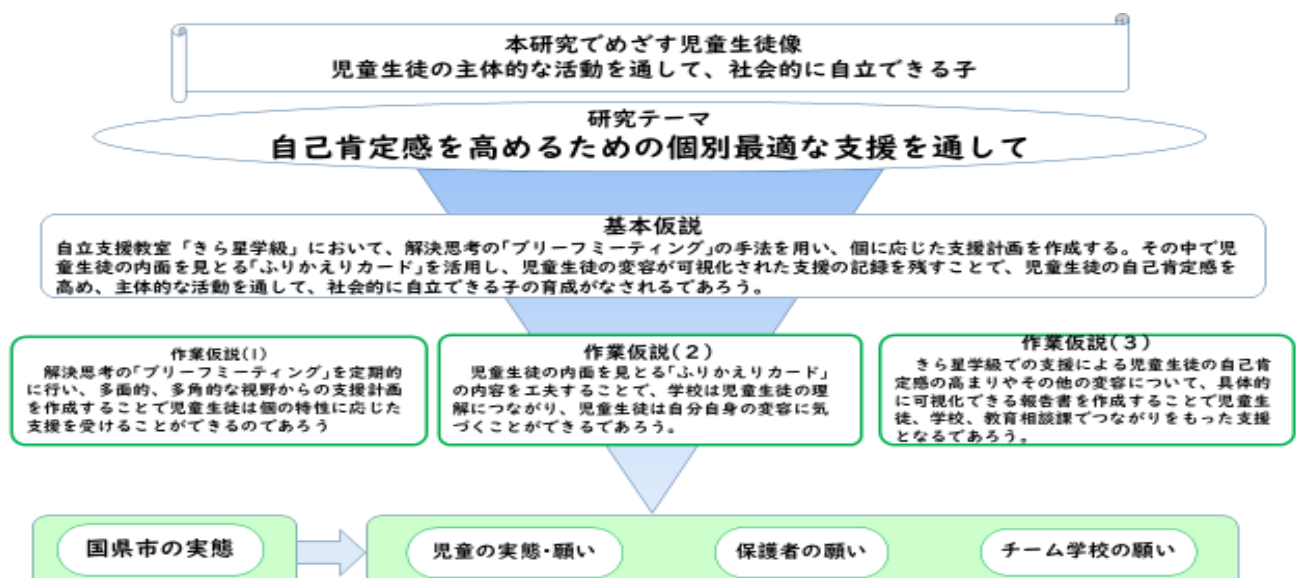 本研究でめざす児童生徒像
児童生徒の主体的な活動を通して、社会的に自立できる子
研究テーマ
自己肯定感を高めるための個別最適な支援を通して
基本仮説
自立支援教室「きら星学級」において、解決思考の「ブリーフミーティング」の手法を用い、個に応じた支援計画を作成する。その中で児
童生徒の内面を見とる「ふりかえりカード」を活用し、児童生徒の変容が可視化された支援の記録を残すことで、児童生徒の自己肯定感を
高め、主体的な活動を通して、社会的に自立できる子の育成がなされるであろう。
作業仮説(1)
解決思考の「ブリーフミーティング」を定期的
に行い、多面的、多角的な視野からの支援計画
を作成することで児童生徒は個の特性に応じた
支援を受けることができるのであろう
作業仮説(2)
児童生徒の内面を見とる「ふりかえりカード」
の内容を工夫することで、学校は児童生徒の理
解につながり、児童生徒は自分自身の変容に気
づくことができるであろう。
作業仮説(3)
きら星学級での支援による児童生徒の自己肯
定感の高まりやその他の変容について、具体的
に可視化できる報告書を作成することで児童生
徒、学校、教育相談課でつながりをもった支援
となるであろう。
国県市の実態
児童の実態・願い
保護者の願い
チーム学校の願い